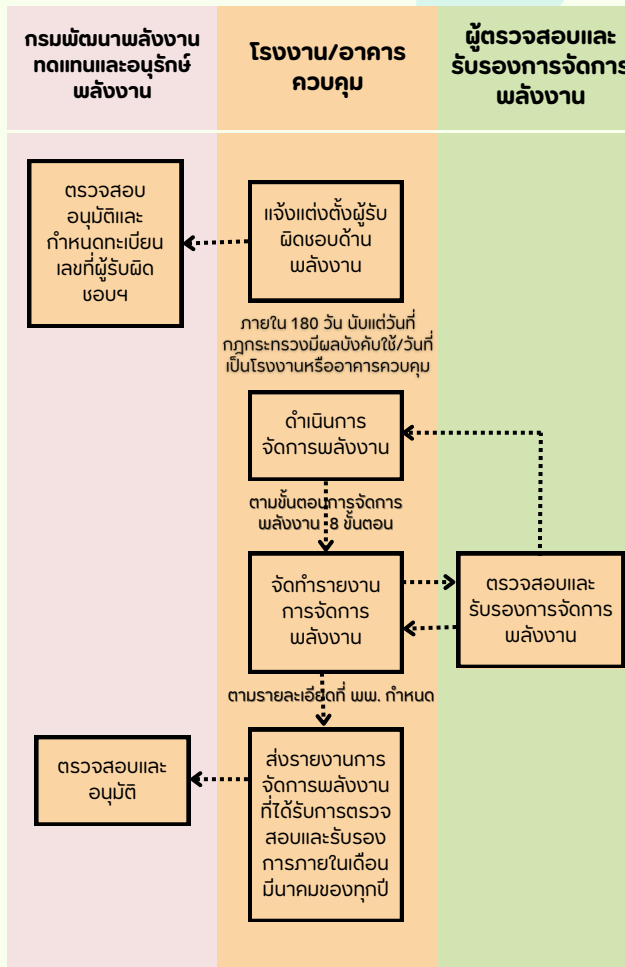 กรมพัฒนาพลังงาน
ทดแทนและอนุรักษ์
พลังงาน
โรงงาน/อาคาร
ควบคุม
ผู้ตรวจสอบและ
รับรองการจัดการ
พลังงาน
ตรวจสอบ
อนุมัติและ
กำหนดทะเบียน
เลขที่ผู้รับผิด
ชอบฯ
แจ้งแต่งตั้งผู้รับ
ผิดชอบด้าน
พลังงาน
ภายใน 180 วัน นับแต่วันที่
กฎกระทรวงมีผลบังคับใช้/วันที่
เป็นโรงงานหรืออาคารควบคุม
ดำเนินการ
จัดการพลังงาน
ตามขั้นตอนการจัดการ
พลังงาน 8 ขั้นตอน
จัดทำรายงาน
การจัดการ
พลังงาน
ตรวจสอบและ
รับรองการจัดการ
พลังงาน
ตามรายละเอียดที่ พพ. กำหนด
ตรวจสอบและ
อนุมัติ
ส่งรายงานการ
จัดการพลังงาน
ที่ได้รับการตรวจ
สอบและรับรอง
การภายในเดือน
มีนาคมของทุกปี